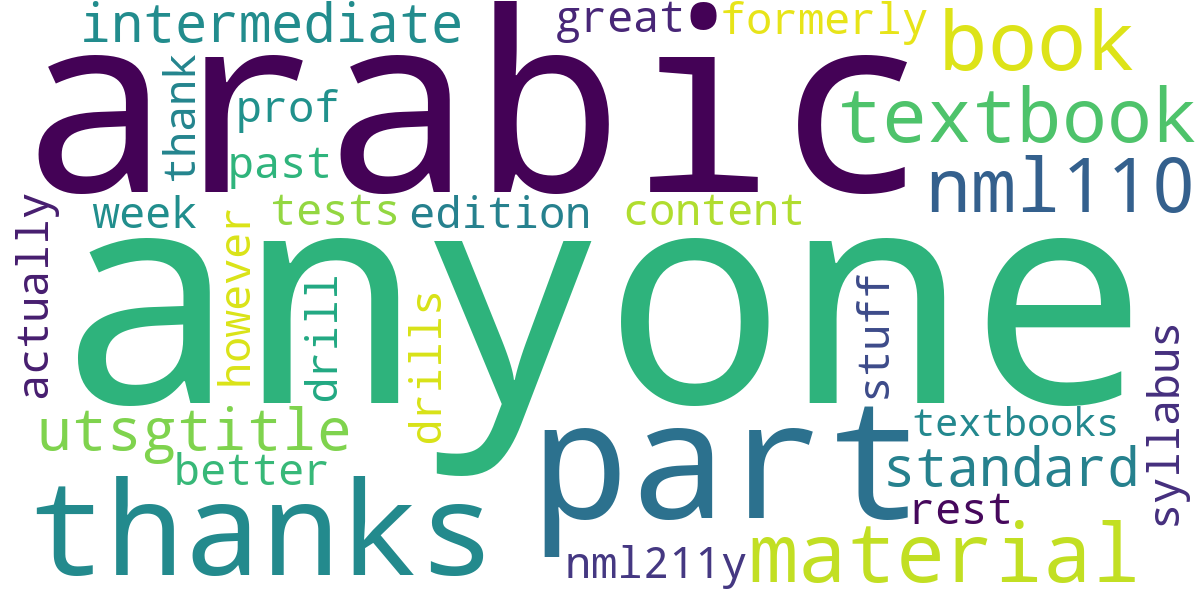 intermediate
great
formerly
book
arabic
thank
prof
textbook
past
nml110
week
tests
edition
content
actually
however
anyone
drill
drills
stuff
syllabus
utsgtitle
part
textbooks
better
standard
thanks
rest
material
nml211y